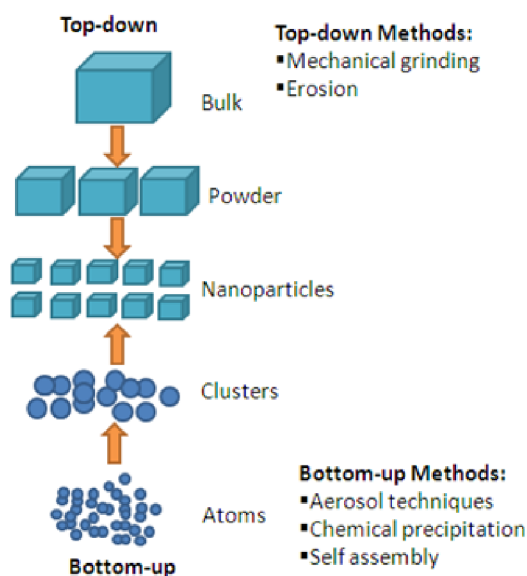 Top-down
Top-down Methods:
▪Mechanical grinding
▪Erosion
Bulk
Powder
Nanoparticles
Clusters
Atoms
Bottom-up
Bottom-up Methods:
▪Aerosol techniques
▪Chemical precipitation
▪Self assembly